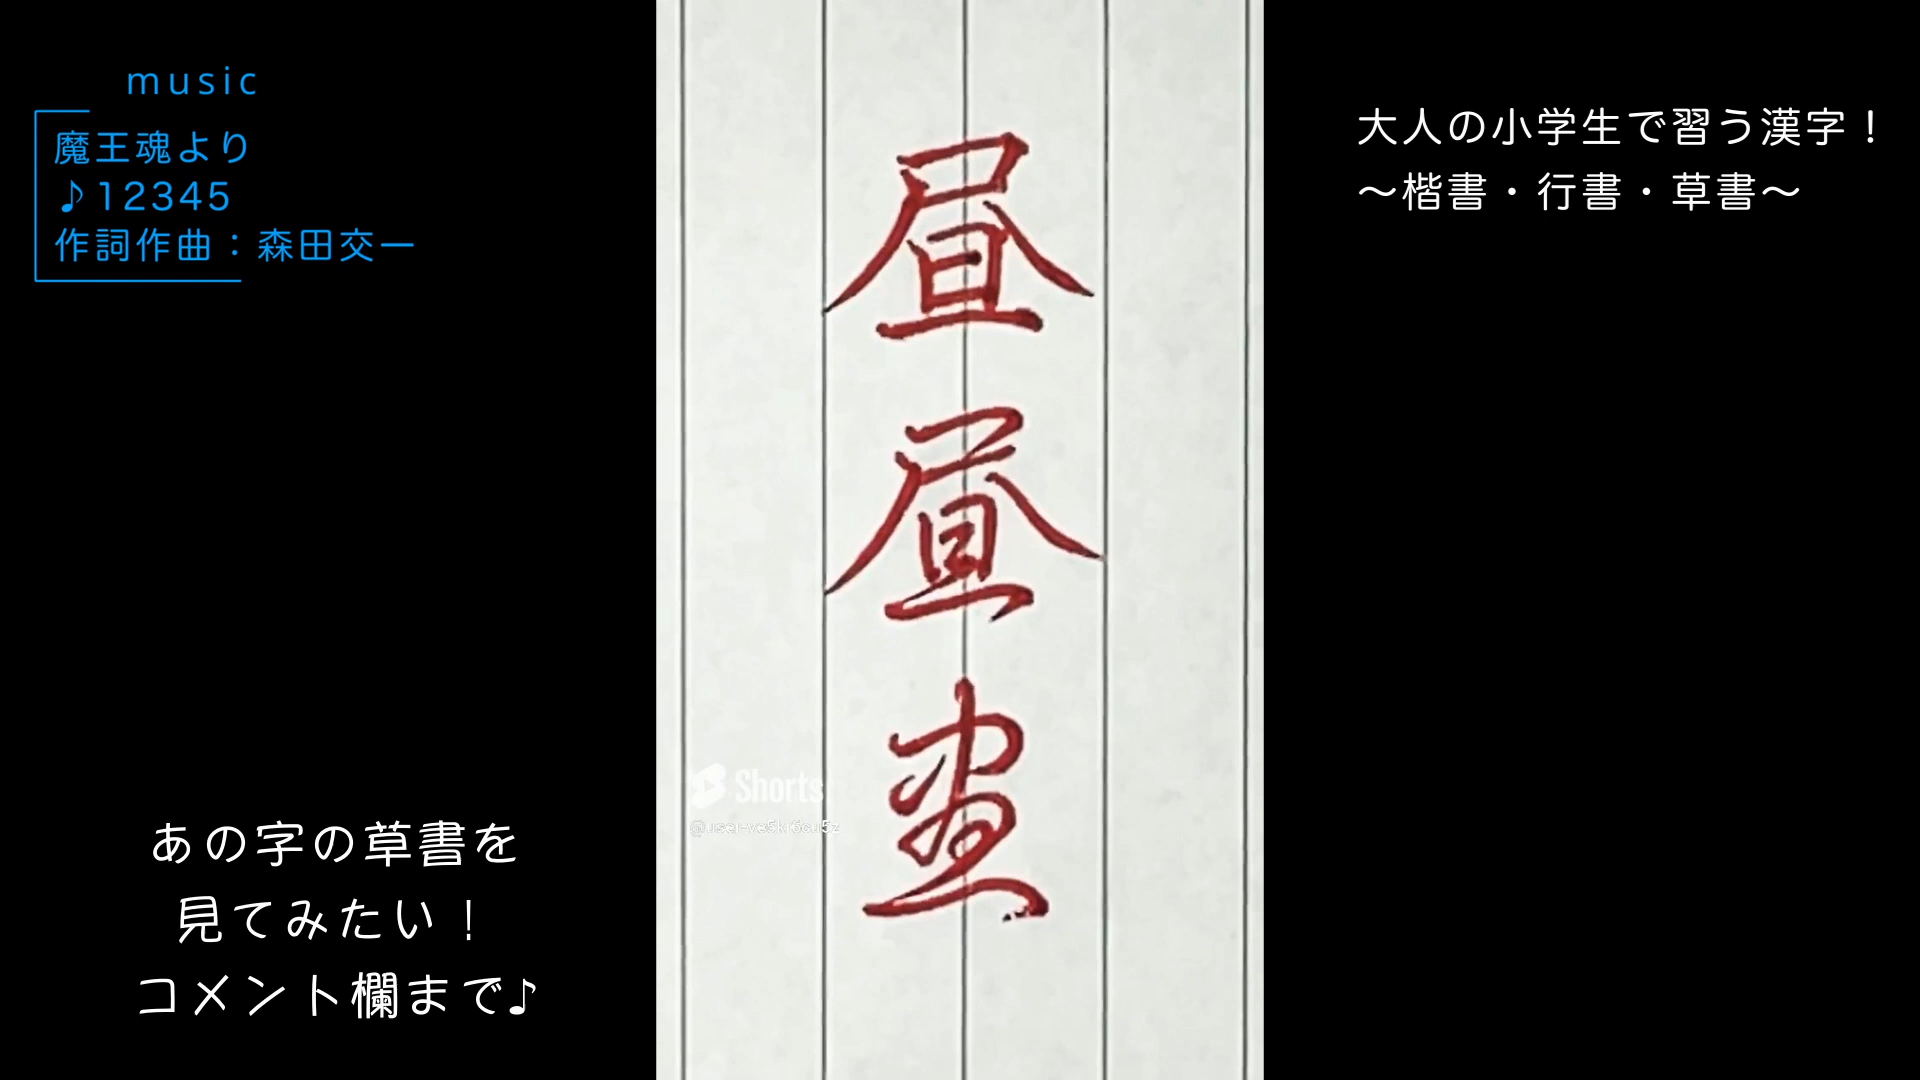 music
魔王魂より
♪12345
作詞作曲：森田交一
大人の小学生で習う漢字！
〜楷書・行書・草書〜
昼
昼
昼
Shorts
@user-ve5kr6cu5z
あの字の草書を
見てみたい！
コメント欄まで♪